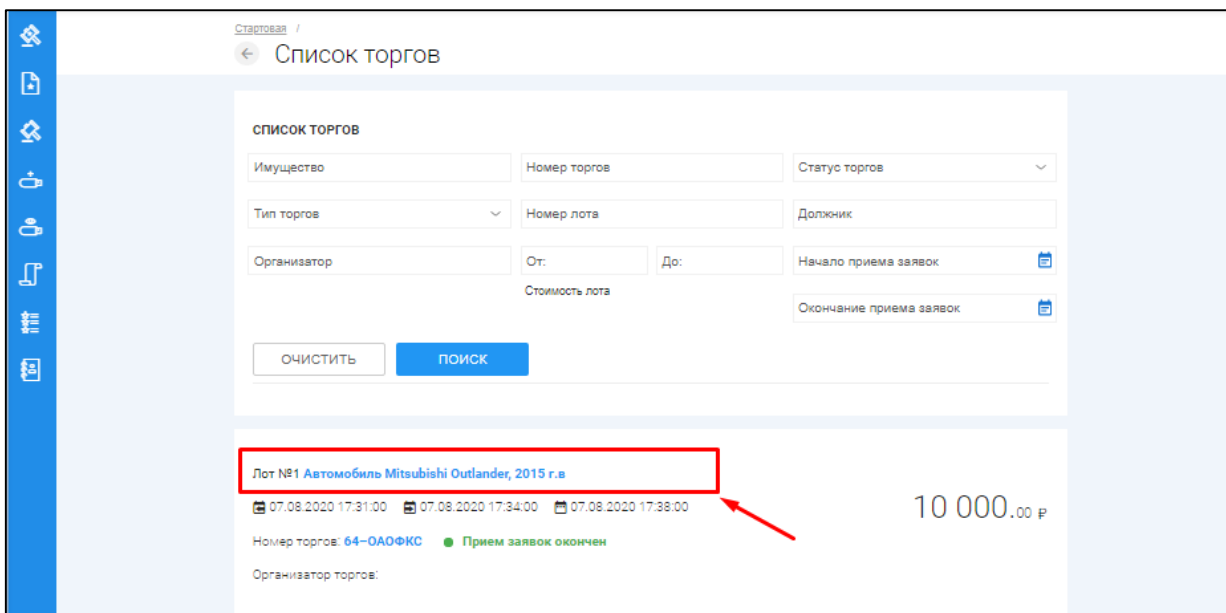 Стартовая /
Список торгов
СПИСОК ТОРГОВ
Имущество Номер торгов Статус торгов
Тип торгов Номер лота Должник
Организатор От: До: Начало приема заявок
Стоимость лота
Окончание приема заявок
ОЧИСТИТЬ ПОИСК
Лот №1 Автомобиль Mitsubishi Outlander, 2015 г.в
07.08.2020 17:31:00 07.08.2020 17:34:00 07.08.2020 17:38:00
10 000.00 ₽
Номер торгов: 64-ОАОФКС Прием заявок окончен
Организатор торгов: